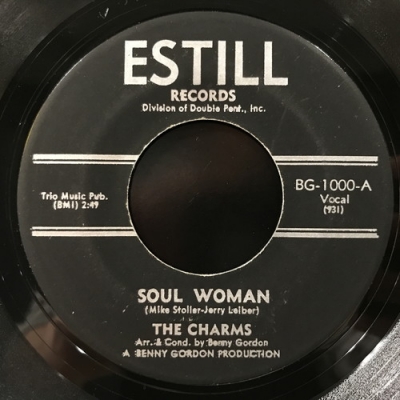 ESTILL
RECORDS
Division of Double Pent., Inc.
Trio Music Pub.
(BMI) 2:49
BG-1000-A
Vocal
(931)
SOUL WOMAN
(Mike Stoller-Jerry Leiber)
THE CHARMS
Arr. & Cond. by Benny Gordon
A BENNY GORDON PRODUCTION